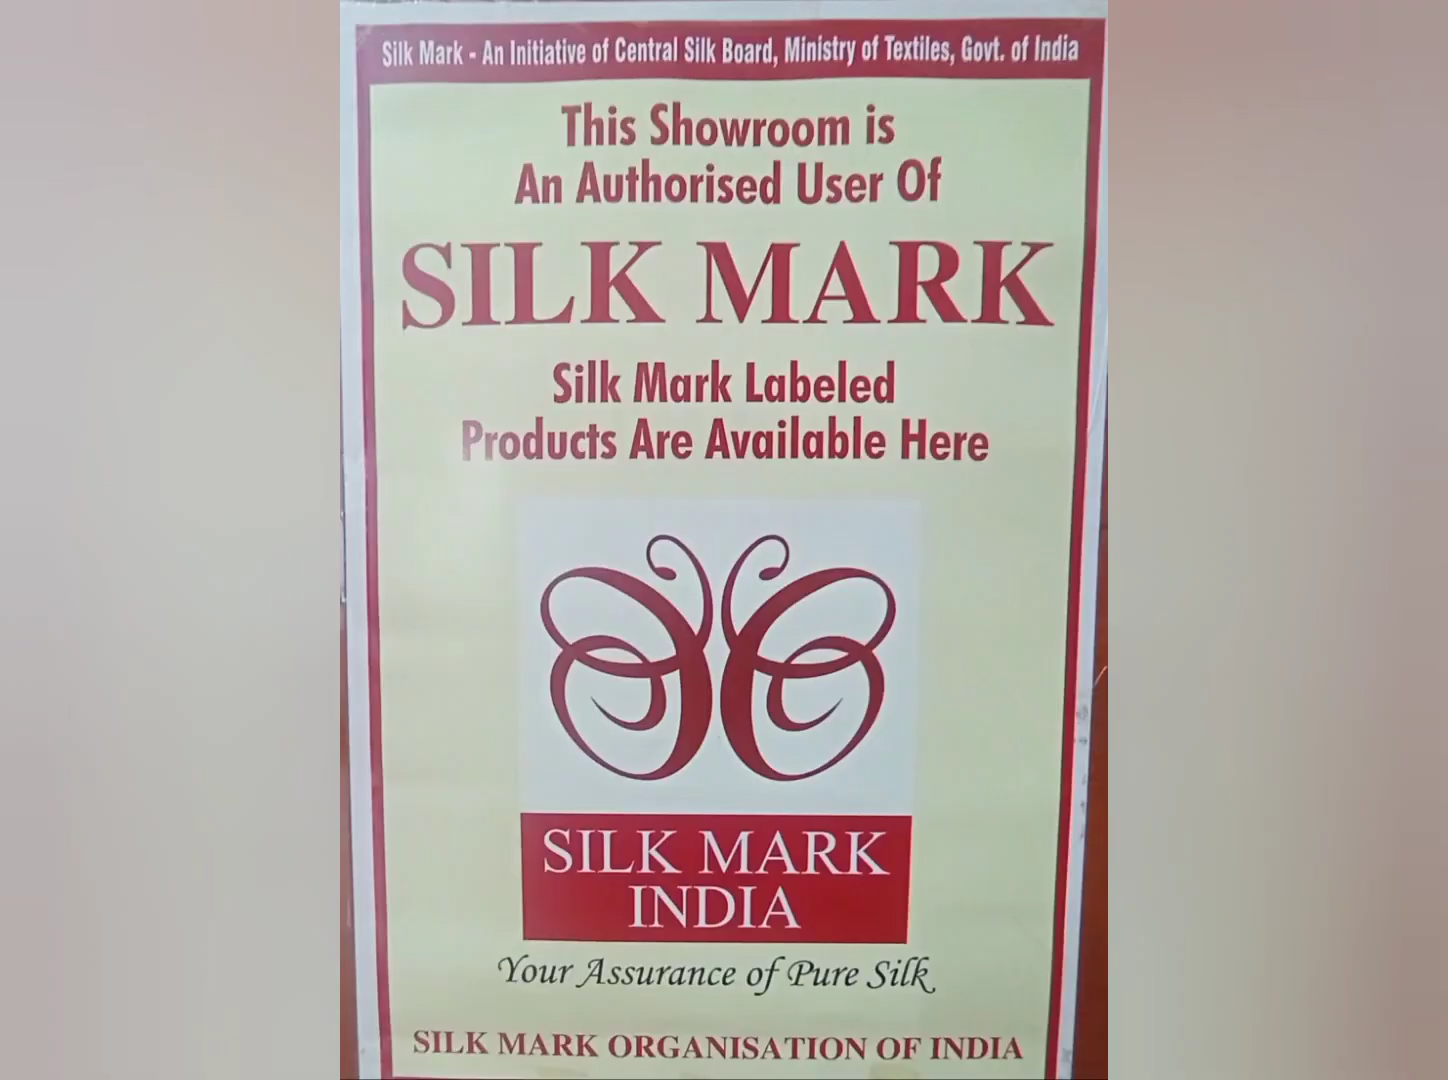 Silk Mark - An Initiative of Central Silk Board, Ministry of Textiles, Govt. of India
This Showroom is
An Authorised User Of
SILK MARK
Silk Mark Labeled
Products Are Available Here
SILK MARK
INDIA
Your Assurance of Pure Silk
SILK MARK ORGANISATION OF INDIA